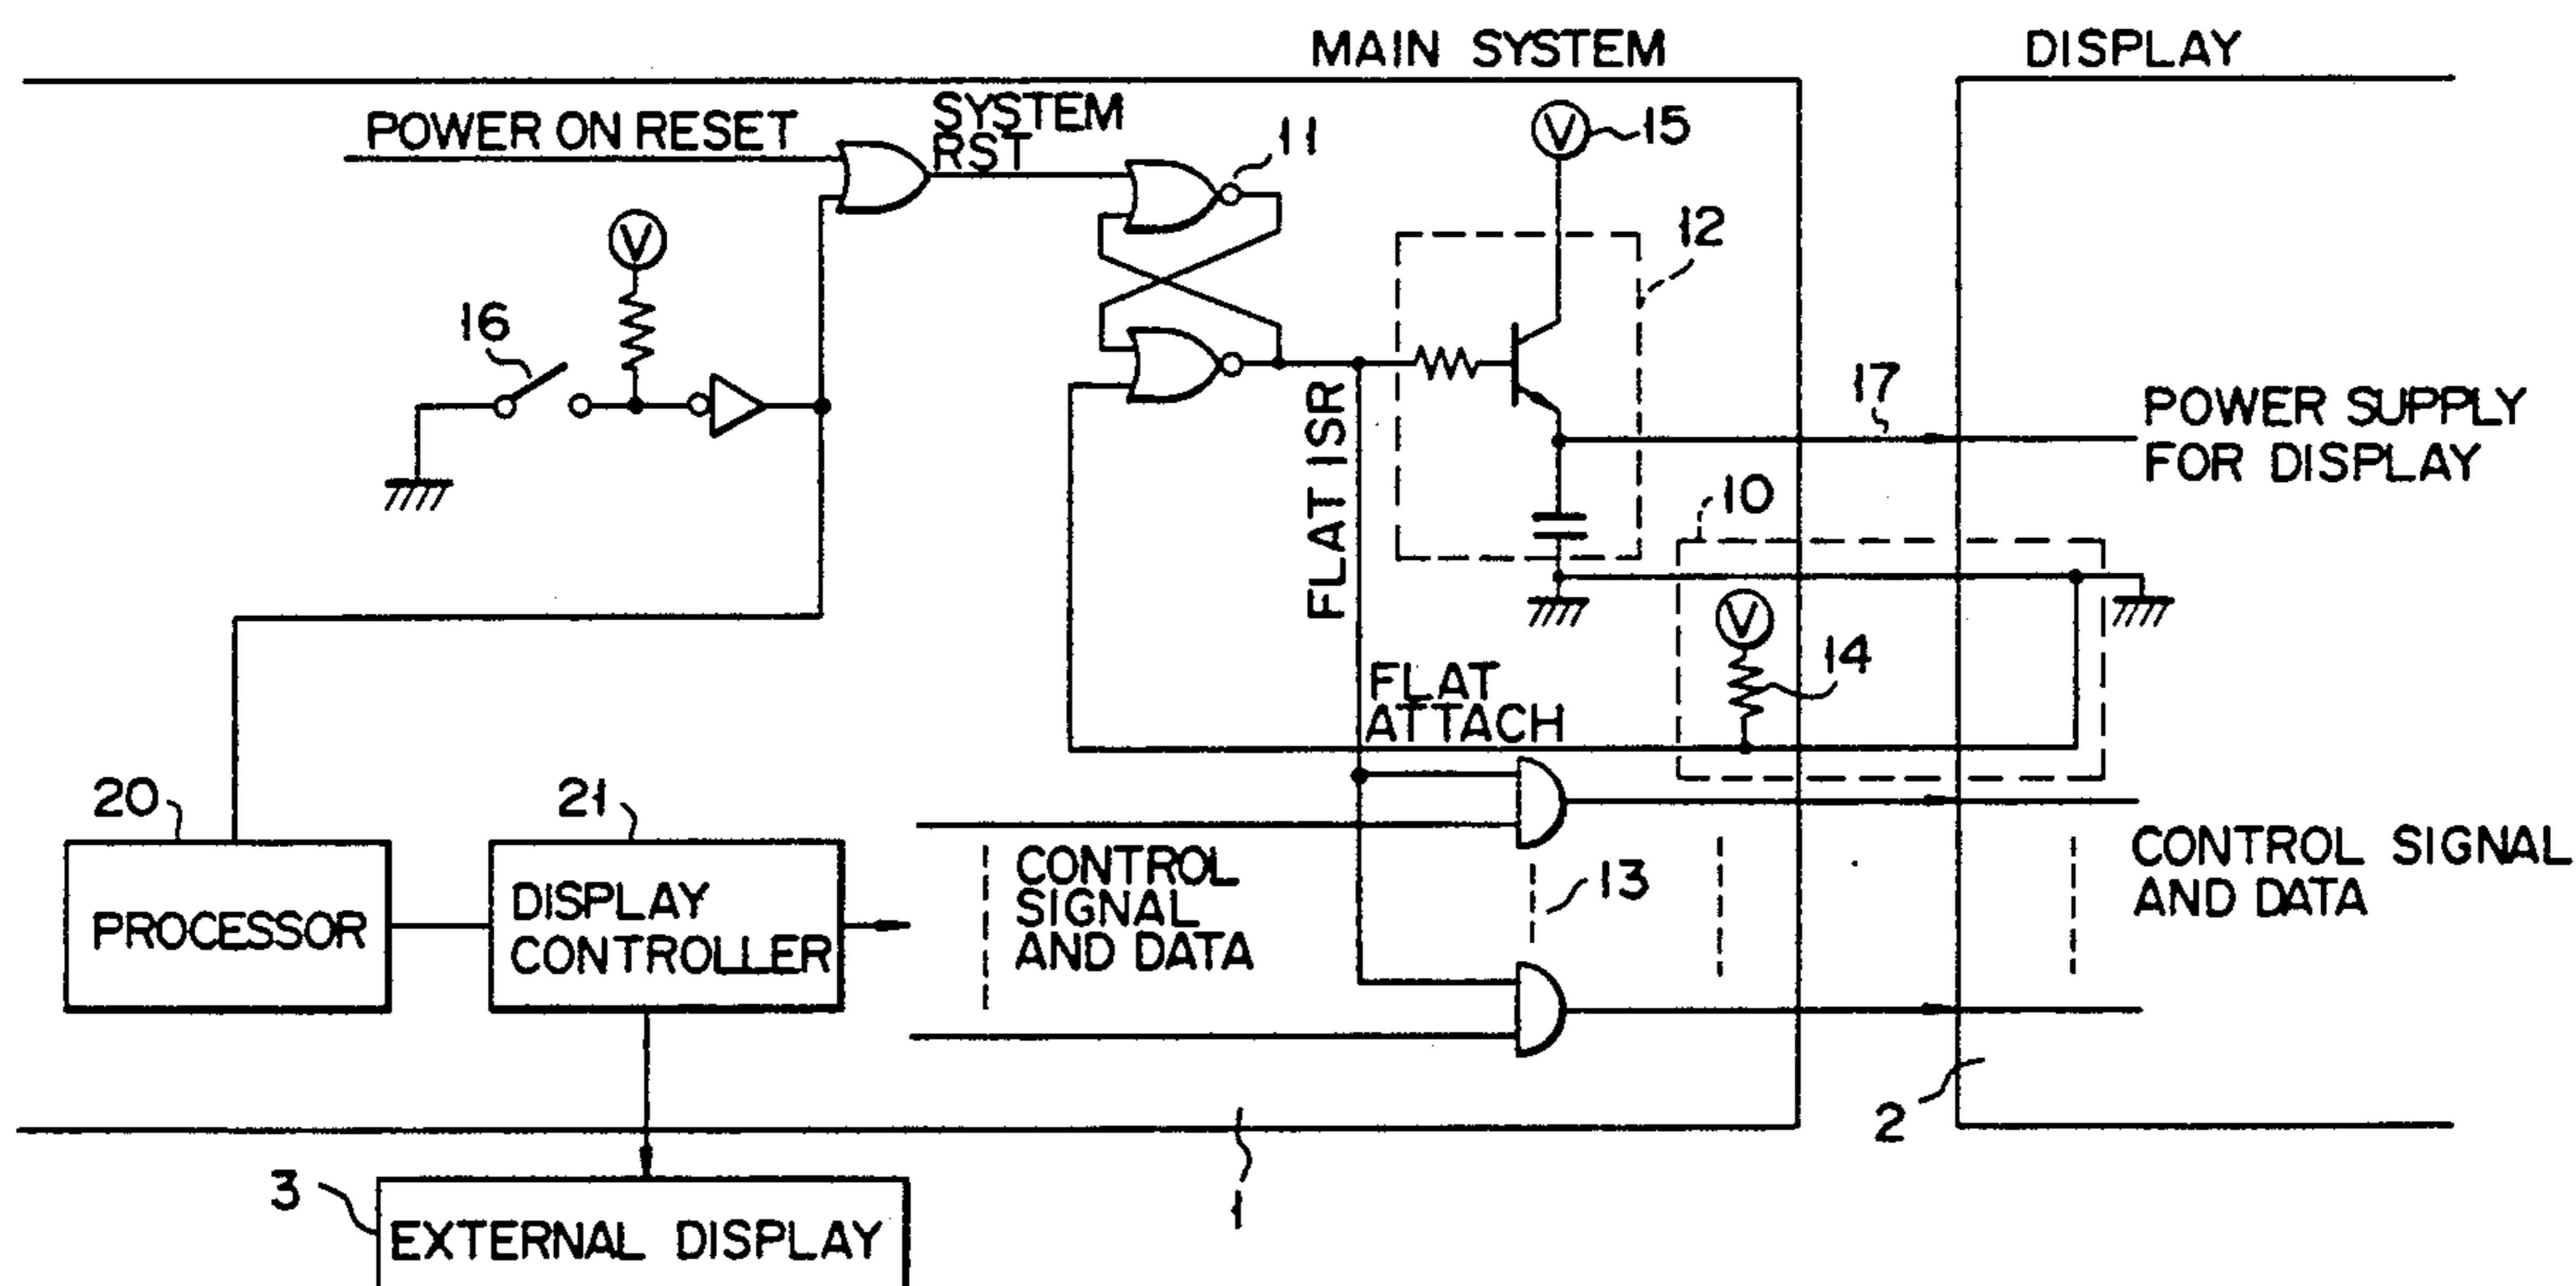 MAIN SYSTEM
DISPLAY
POWER ON RESET
SYSTEM
RST
11
V
15
12
V
16
17
POWER SUPPLY
FOR DISPLAY
FLAT ISR
10
V
14
FLAT
ATTACH
20
21
PROCESSOR
DISPLAY
CONTROLLER
CONTROL
SIGNAL
AND DATA
13
CONTROL SIGNAL
AND DATA
2
3
1
EXTERNAL DISPLAY